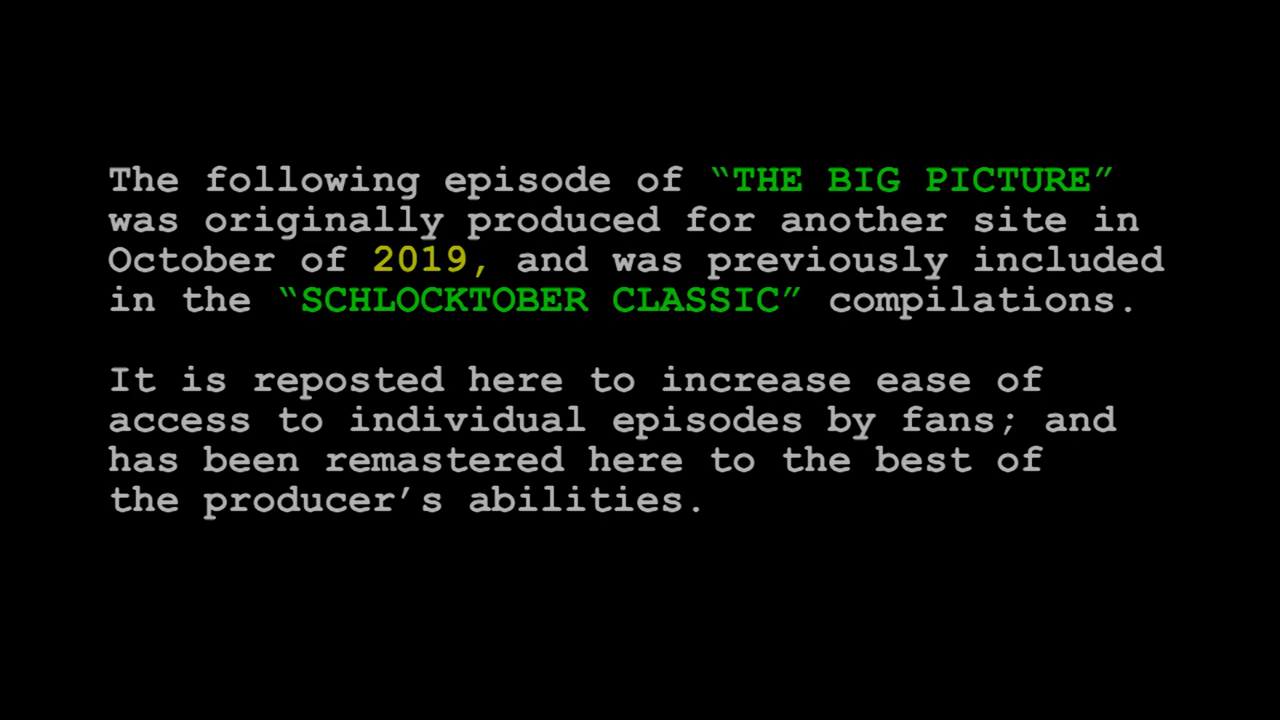 The following episode of “THE BIG PICTURE”
was originally produced for another site in
October of 2019, and was previously included
in the “SCHLOCKTOBER CLASSIC” compilations.
It is reposted here to increase ease of
access to individual episodes by fans; and
has been remastered here to the best of
the producer’s abilities.